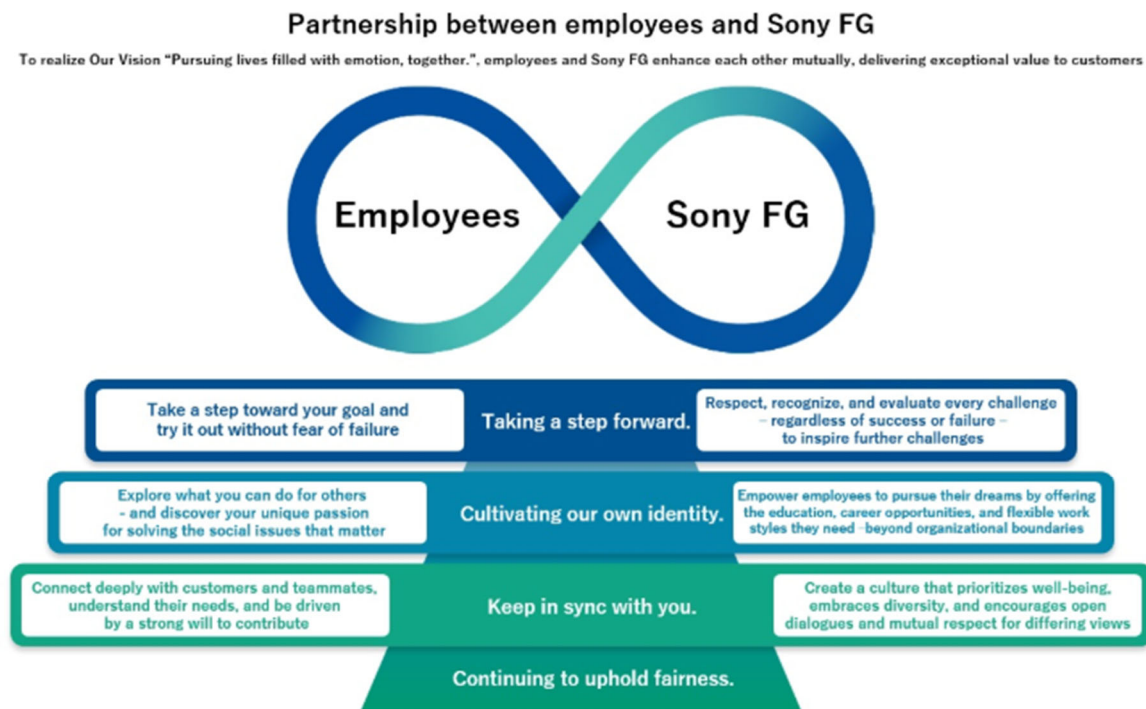 Partnership between employees and Sony FG
To realize Our Vision “Pursuing lives filled with emotion, together.”, employees and Sony FG enhance each other mutually, delivering exceptional value to customers
Employees
Sony FG
Take a step toward your goal and
try it out without fear of failure
Taking a step forward.
Respect, recognize, and evaluate every challenge
– regardless of success or failure –
to inspire further challenges
Explore what you can do for others
- and discover your unique passion
for solving the social issues that matter
Cultivating our own identity.
Empower employees to pursue their dreams by offering
the education, career opportunities, and flexible work
styles they need –beyond organizational boundaries
Connect deeply with customers and teammates,
understand their needs, and be driven
by a strong will to contribute
Keep in sync with you.
Create a culture that prioritizes well-being,
embraces diversity, and encourages open
dialogues and mutual respect for differing views
Continuing to uphold fairness.